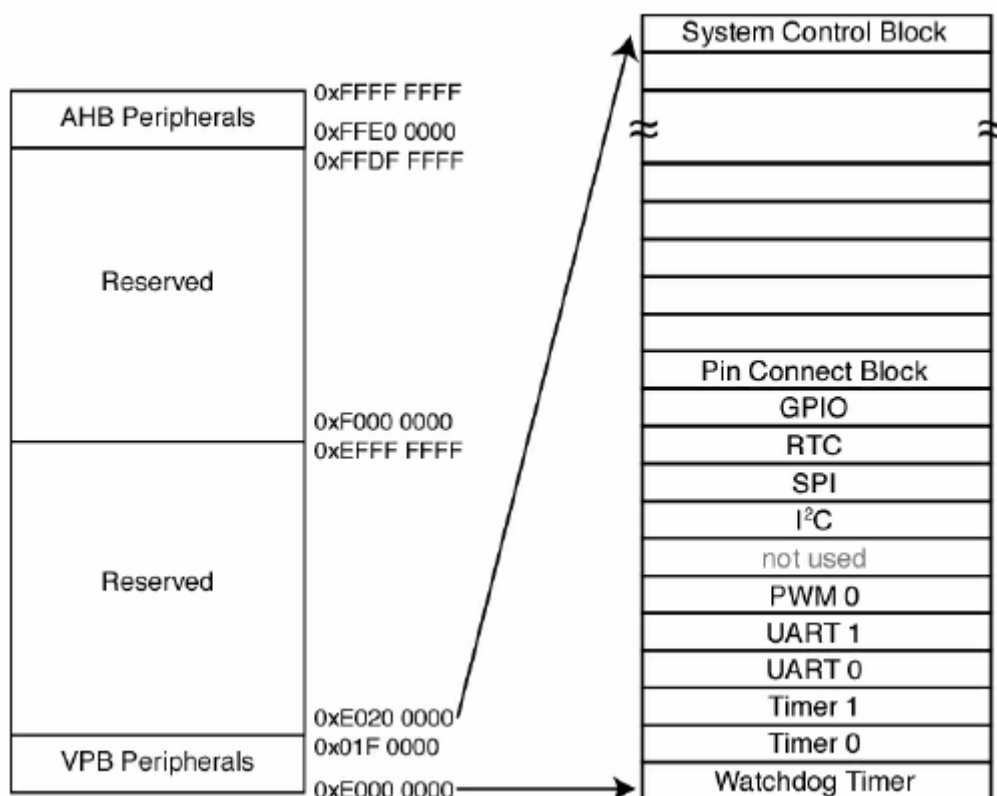 AHB Peripherals
0xFFFF FFFF
0xFFE0 0000
0xFFDF FFFF
Reserved
0xF000 0000
0xEFFF FFFF
Reserved
0xE020 0000
0x01F 0000
VPB Peripherals
0xE000 0000
System Control Block
Pin Connect Block
GPIO
RTC
SPI
I²C
not used
PWM 0
UART 1
UART 0
Timer 1
Timer 0
Watchdog Timer